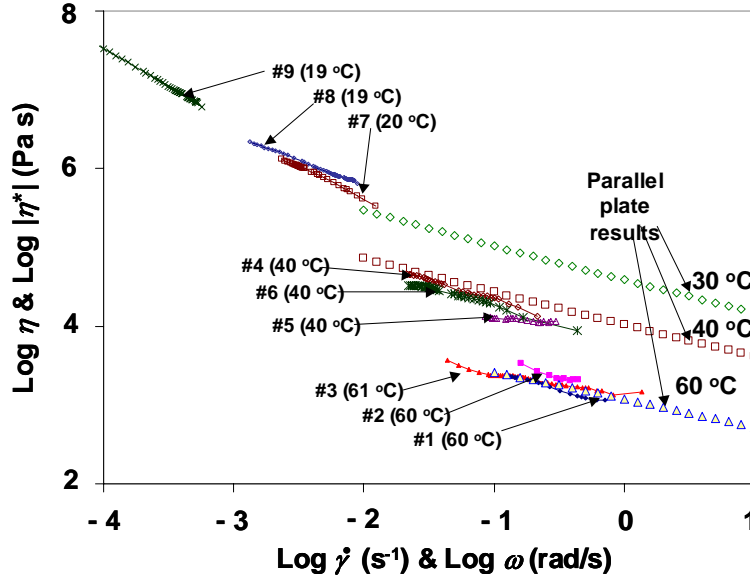 Log η & Log |η*| (Pa s)
8
6
4
2
#9 (19 °C)
#8 (19 °C)
#7 (20 °C)
Parallel
plate
results
30 °C
#4 (40 °C)
#6 (40 °C)
#5 (40 °C)
40 °C
60 °C
#3 (61 °C)
#2 (60 °C)
#1 (60 °C)
- 4
- 3
- 2
- 1
0
1
Log γ̇ (s⁻¹) & Log ω (rad/s)